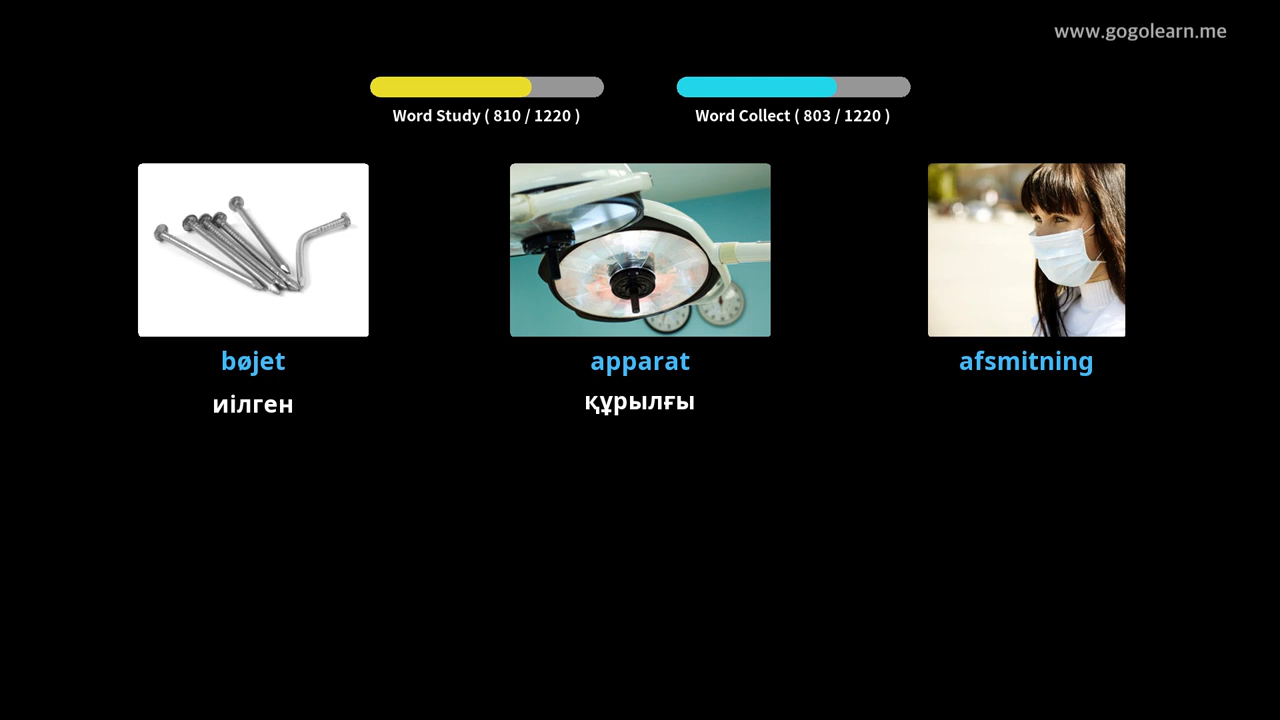 www.gogolearn.me
Word Study ( 810 / 1220 )
Word Collect ( 803 / 1220 )
bøjet
apparat
afsmitning
иілген
құрылғы